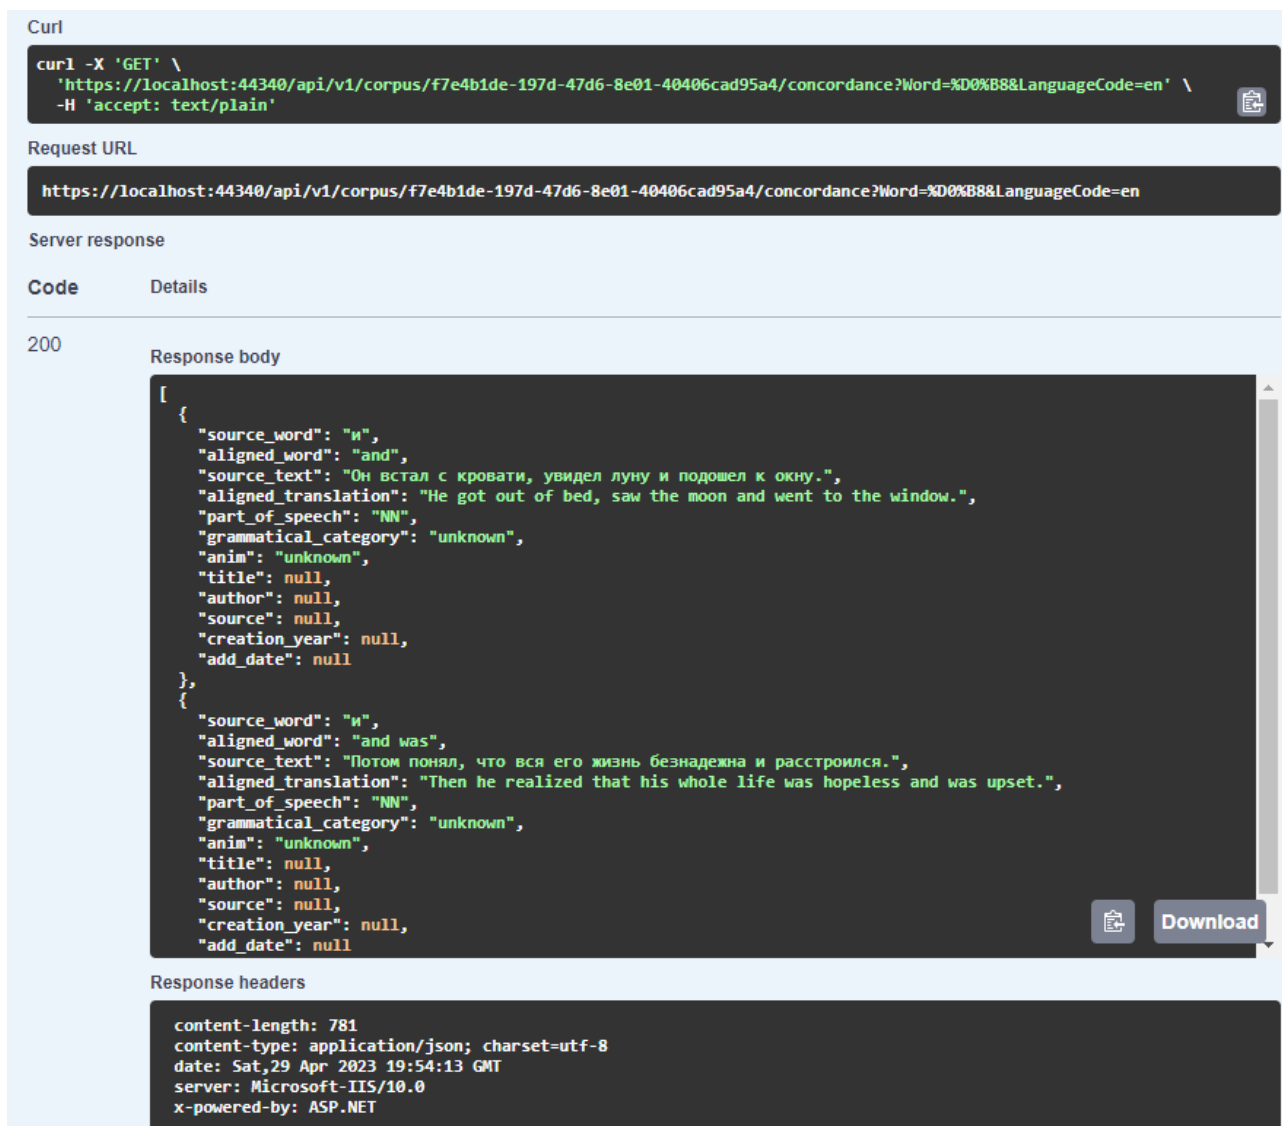 Curl
curl -X 'GET' \
'https://localhost:44340/api/v1/corpus/f7e4b1de-197d-47d6-8e01-40406cad95a4/concordance?Word=%D0%B8&LanguageCode=en' \
-H 'accept: text/plain'
Request URL
https://localhost:44340/api/v1/corpus/f7e4b1de-197d-47d6-8e01-40406cad95a4/concordance?Word=%D0%B8&LanguageCode=en
Server response
Code Details
200
Response body
[
{
"source_word": "и",
"aligned_word": "and",
"source_text": "Он встал с кровати, увидел луну и подошел к окну.",
"aligned_translation": "He got out of bed, saw the moon and went to the window.",
"part_of_speech": "NN",
"grammatical_category": "unknown",
"anim": "unknown",
"title": null,
"author": null,
"source": null,
"creation_year": null,
"add_date": null
},
{
"source_word": "и",
"aligned_word": "and was",
"source_text": "Потом понял, что вся его жизнь безнадежна и расстроился.",
"aligned_translation": "Then he realized that his whole life was hopeless and was upset.",
"part_of_speech": "NN",
"grammatical_category": "unknown",
"anim": "unknown",
"title": null,
"author": null,
"source": null,
"creation_year": null,
"add_date": null
Download
Response headers
content-length: 781
content-type: application/json; charset=utf-8
date: Sat,29 Apr 2023 19:54:13 GMT
server: Microsoft-IIS/10.0
x-powered-by: ASP.NET